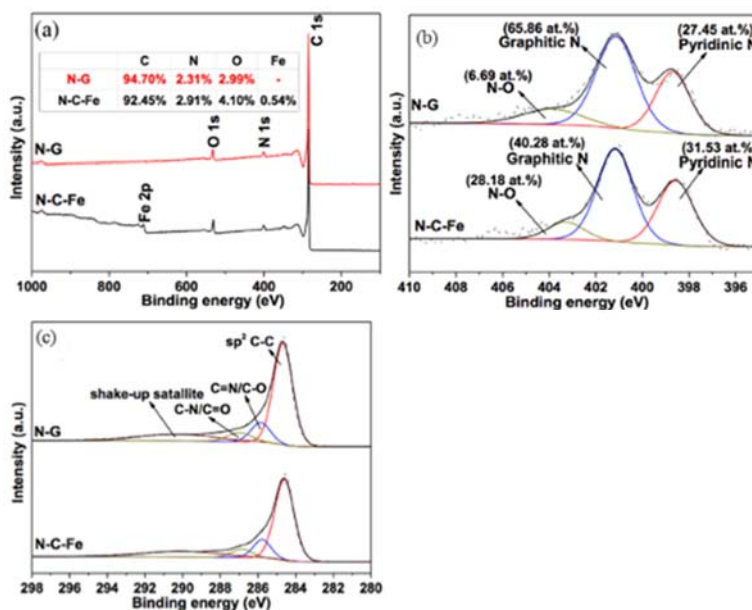 (a)
C 1s
C N O Fe
N-G 94.70% 2.31% 2.99% -
N-C-Fe 92.45% 2.91% 4.10% 0.54%
O 1s
N 1s
N-G
Fe 2p
N-C-Fe
Intensity (a.u.)
1000 800 600 400 200
Binding energy (eV)
(b)
(65.86 at.%)
Graphitic N
(27.45 at.%)
Pyridinic N
(6.69 at.%)
N-O
N-G
(40.28 at.%)
Graphitic N
(31.53 at.%)
Pyridinic N
(28.18 at.%)
N-O
N-C-Fe
Intensity (a.u.)
410 408 406 404 402 400 398 396
Binding energy (eV)
(c)
sp² C-C
C=N/C-O
C-N/C=O
shake-up satallite
N-G
N-C-Fe
Intensity (a.u.)
298 296 294 292 290 288 286 284 282 280
Binding energy (eV)